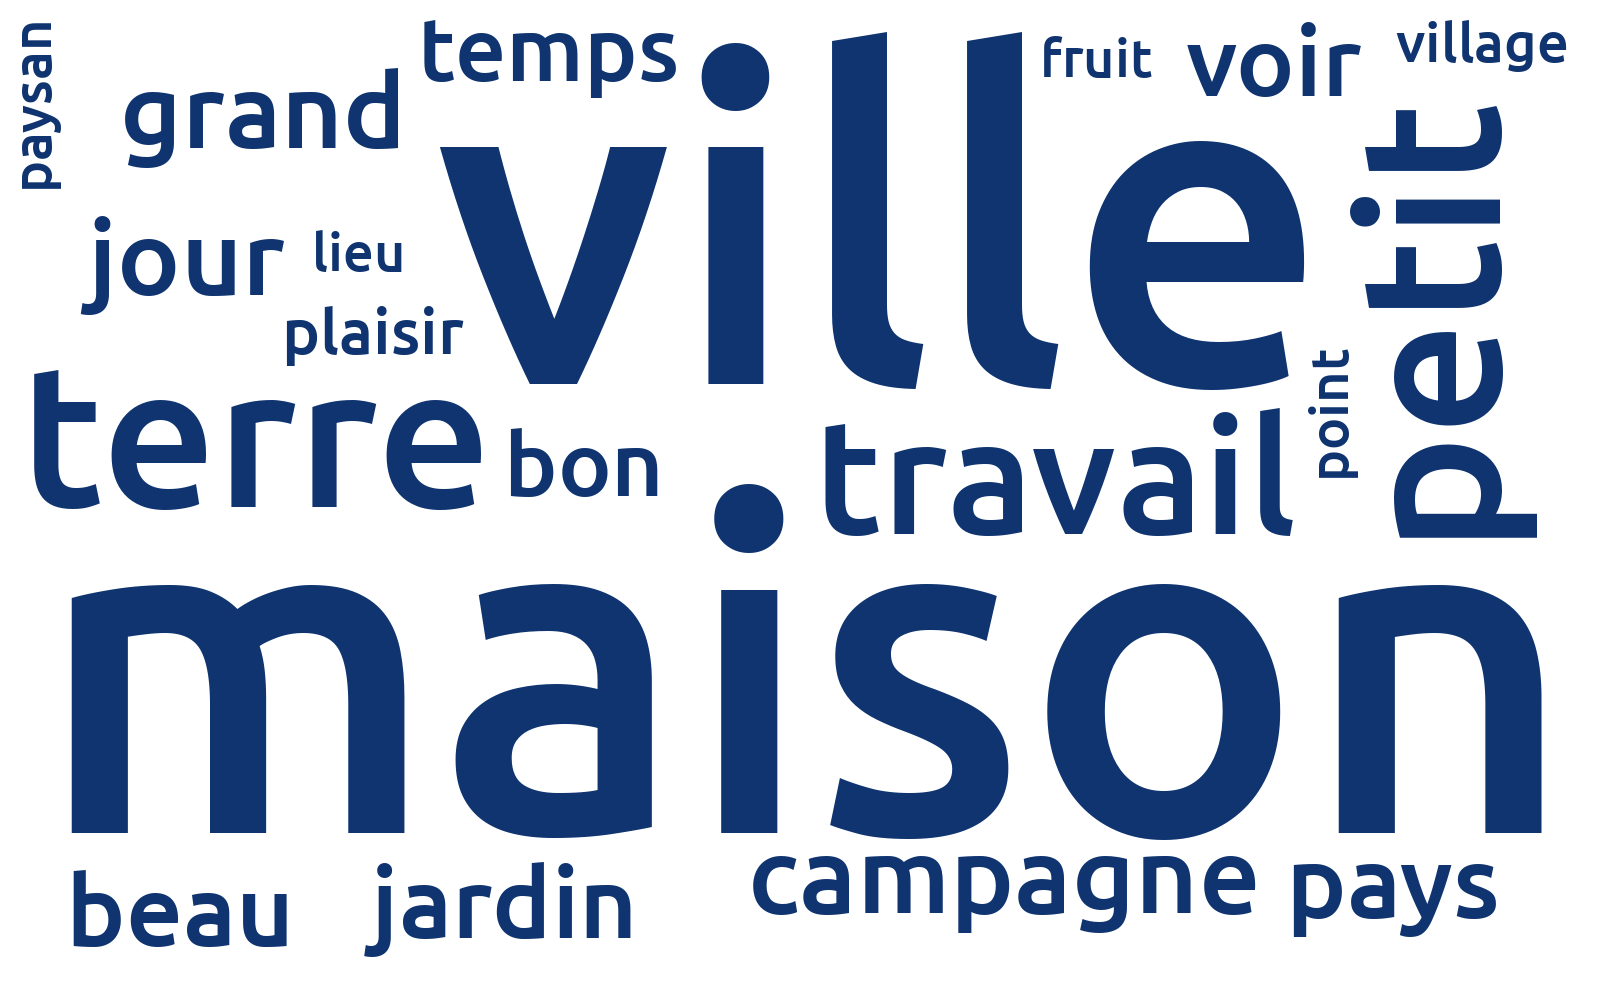 paysan
temps
fruit
voir
village
grand
ville
petit
jour
lieu
plaisir
terre
bon
travail
point
maison
beau
jardin
campagne
pays